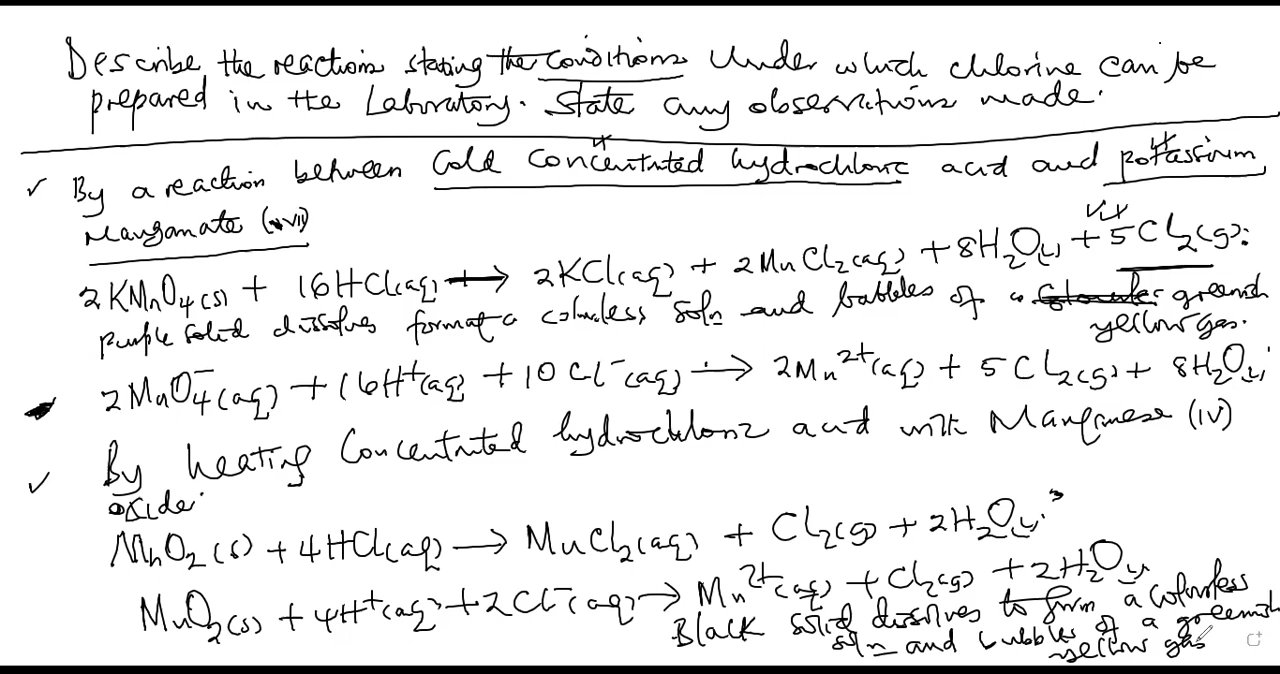 Describe the reactions stating the conditions under which chlorine can be
prepared in the Laboratory. State any observations made.
By a reaction between Cold Concentrated hydrochloric acid and potassium
Manganate (vii)
2KMnO4(s) + 16HCl(aq) → 2KCl(aq) + 2MnCl2(aq) + 8H2O(l) + 5Cl2(g).
purple solid dissolves format a colourless soln and bubbles of a greenish
yellow gas.
2MnO4⁻(aq) + 16H⁺(aq) + 10Cl⁻(aq) → 2Mn²⁺(aq) + 5Cl2(g) + 8H2O(l)
By heating Concentrated hydrochloric acid with Manganese (iv)
oxide.
MnO2(s) + 4HCl(aq) → MnCl2(aq) + Cl2(g) + 2H2O(l).
MnO2(s) + 4H⁺(aq) + 2Cl⁻(aq) → Mn²⁺(aq) + Cl2(g) + 2H2O(l)
Black solid dissolves to form a colourless
soln and bubbles of a greenish
yellow gas